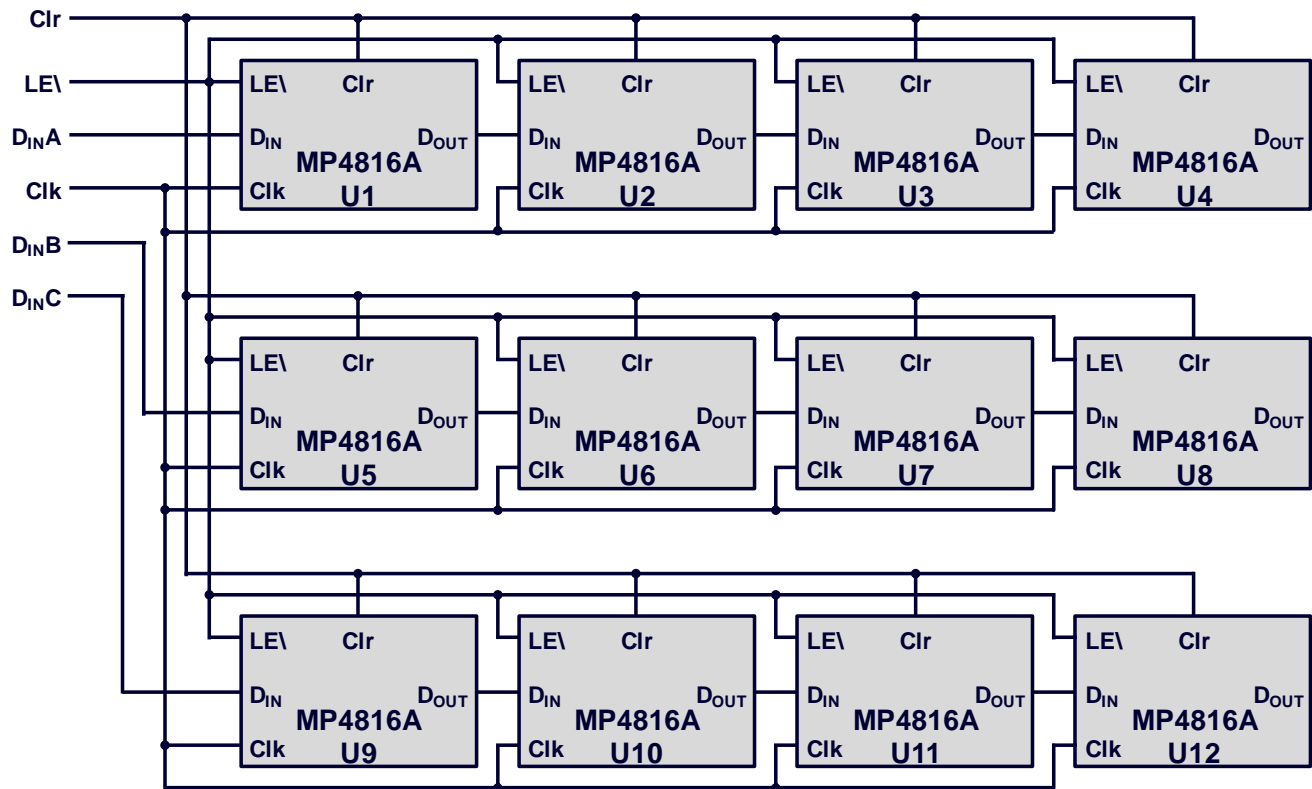 Clr
LE\
DINA
Clk
DINB
DINC
LE\ Clr
DIN DOUT
MP4816A
Clk U1
LE\ Clr
DIN DOUT
MP4816A
Clk U2
LE\ Clr
DIN DOUT
MP4816A
Clk U3
LE\ Clr
DIN DOUT
MP4816A
Clk U4
LE\ Clr
DIN DOUT
MP4816A
Clk U5
LE\ Clr
DIN DOUT
MP4816A
Clk U6
LE\ Clr
DIN DOUT
MP4816A
Clk U7
LE\ Clr
DIN DOUT
MP4816A
Clk U8
LE\ Clr
DIN DOUT
MP4816A
Clk U9
LE\ Clr
DIN DOUT
MP4816A
Clk U10
LE\ Clr
DIN DOUT
MP4816A
Clk U11
LE\ Clr
DIN DOUT
MP4816A
Clk U12